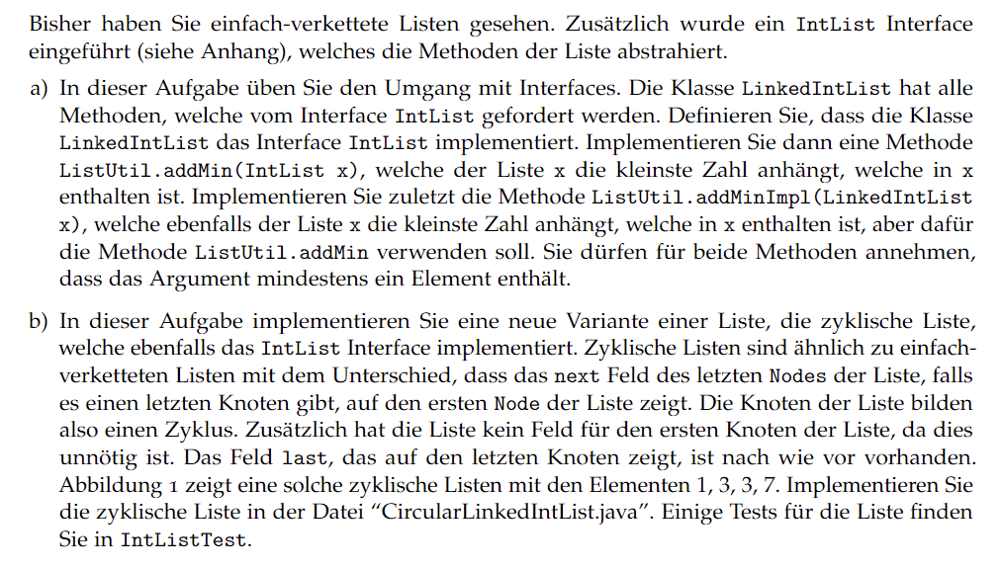 Bisher haben Sie einfach-verkettete Listen gesehen. Zusätzlich wurde ein IntList Interface
eingeführt (siehe Anhang), welches die Methoden der Liste abstrahiert.
a) In dieser Aufgabe üben Sie den Umgang mit Interfaces. Die Klasse LinkedIntList hat alle
Methoden, welche vom Interface IntList gefordert werden. Definieren Sie, dass die Klasse
LinkedIntList das Interface IntList implementiert. Implementieren Sie dann eine Methode
ListUtil.addMin(IntList x), welche der Liste x die kleinste Zahl anhängt, welche in x
enthalten ist. Implementieren Sie zuletzt die Methode ListUtil.addMinImpl(LinkedIntList
x), welche ebenfalls der Liste x die kleinste Zahl anhängt, welche in x enthalten ist, aber dafür
die Methode ListUtil.addMin verwenden soll. Sie dürfen für beide Methoden annehmen,
dass das Argument mindestens ein Element enthält.
b) In dieser Aufgabe implementieren Sie eine neue Variante einer Liste, die zyklische Liste,
welche ebenfalls das IntList Interface implementiert. Zyklische Listen sind ähnlich zu einfach-
verketteten Listen mit dem Unterschied, dass das next Feld des letzten Nodes der Liste, falls
es einen letzten Knoten gibt, auf den ersten Node der Liste zeigt. Die Knoten der Liste bilden
also einen Zyklus. Zusätzlich hat die Liste kein Feld für den ersten Knoten der Liste, da dies
unnötig ist. Das Feld last, das auf den letzten Knoten zeigt, ist nach wie vor vorhanden.
Abbildung 1 zeigt eine solche zyklische Listen mit den Elementen 1, 3, 3, 7. Implementieren Sie
die zyklische Liste in der Datei “CircularLinkedIntList.java”. Einige Tests für die Liste finden
Sie in IntListTest.